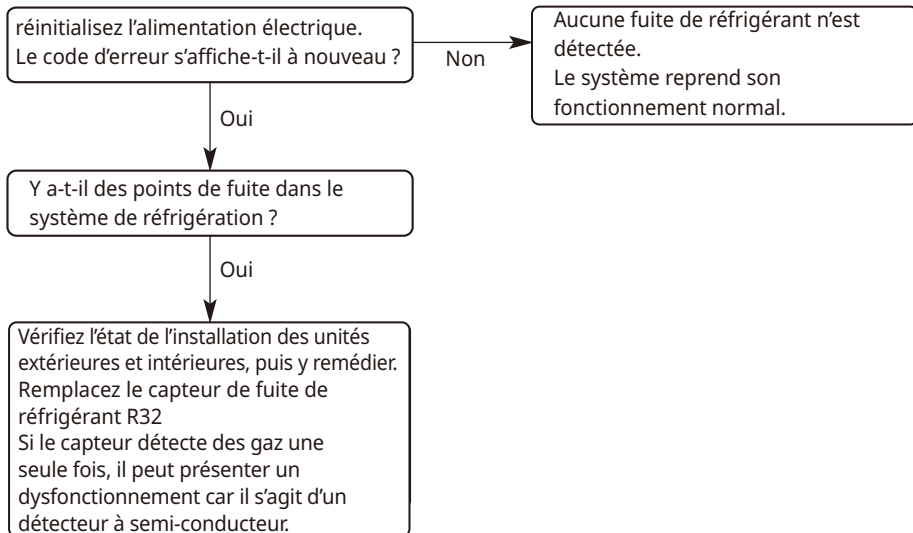 réinitialisez l'alimentation électrique.
Le code d'erreur s'affiche-t-il à nouveau ?
Non
Aucune fuite de réfrigérant n'est
détectée.
Le système reprend son
fonctionnement normal.
Oui
Y a-t-il des points de fuite dans le
système de réfrigération ?
Oui
Vérifiez l'état de l'installation des unités
extérieures et intérieures, puis y remédier.
Remplacez le capteur de fuite de
réfrigérant R32
Si le capteur détecte des gaz une
seule fois, il peut présenter un
dysfonctionnement car il s'agit d'un
détecteur à semi-conducteur.